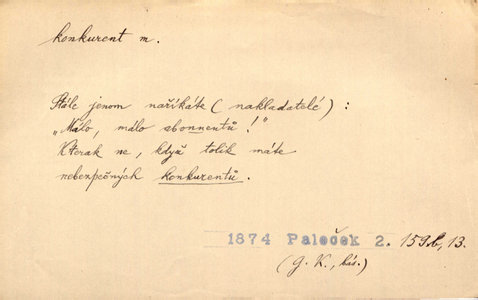 konkurent m.
Stále jenom naříkáte (nakladatelé):
„Málo, málo abonnentů!"
Kterak ne, když tolik máte
nebezpečných konkurentů.
1874 Paleček 2. 159b, 13.
(G. K., bás.)